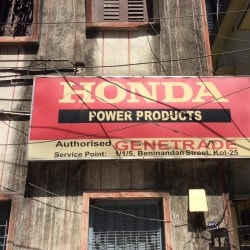 HONDA
POWER PRODUCTS
Authorised GENETRADE
Service Point: 1/1/5, Beninandan Street, Kol-25